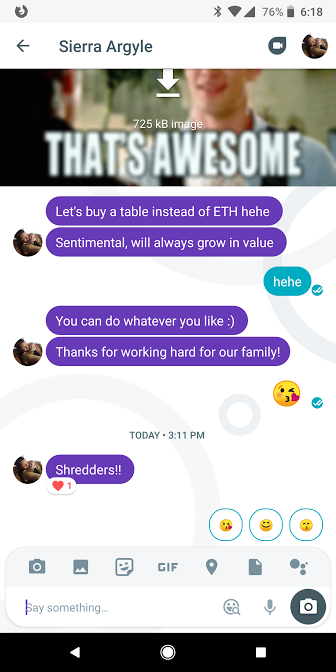 76% 6:18
Sierra Argyle
725 kB image
THAT'S AWESOME
Let's buy a table instead of ETH hehe
Sentimental, will always grow in value
hehe
You can do whatever you like :)
Thanks for working hard for our family!
TODAY • 3:11 PM
Shredders!!
1
GIF
Say something...